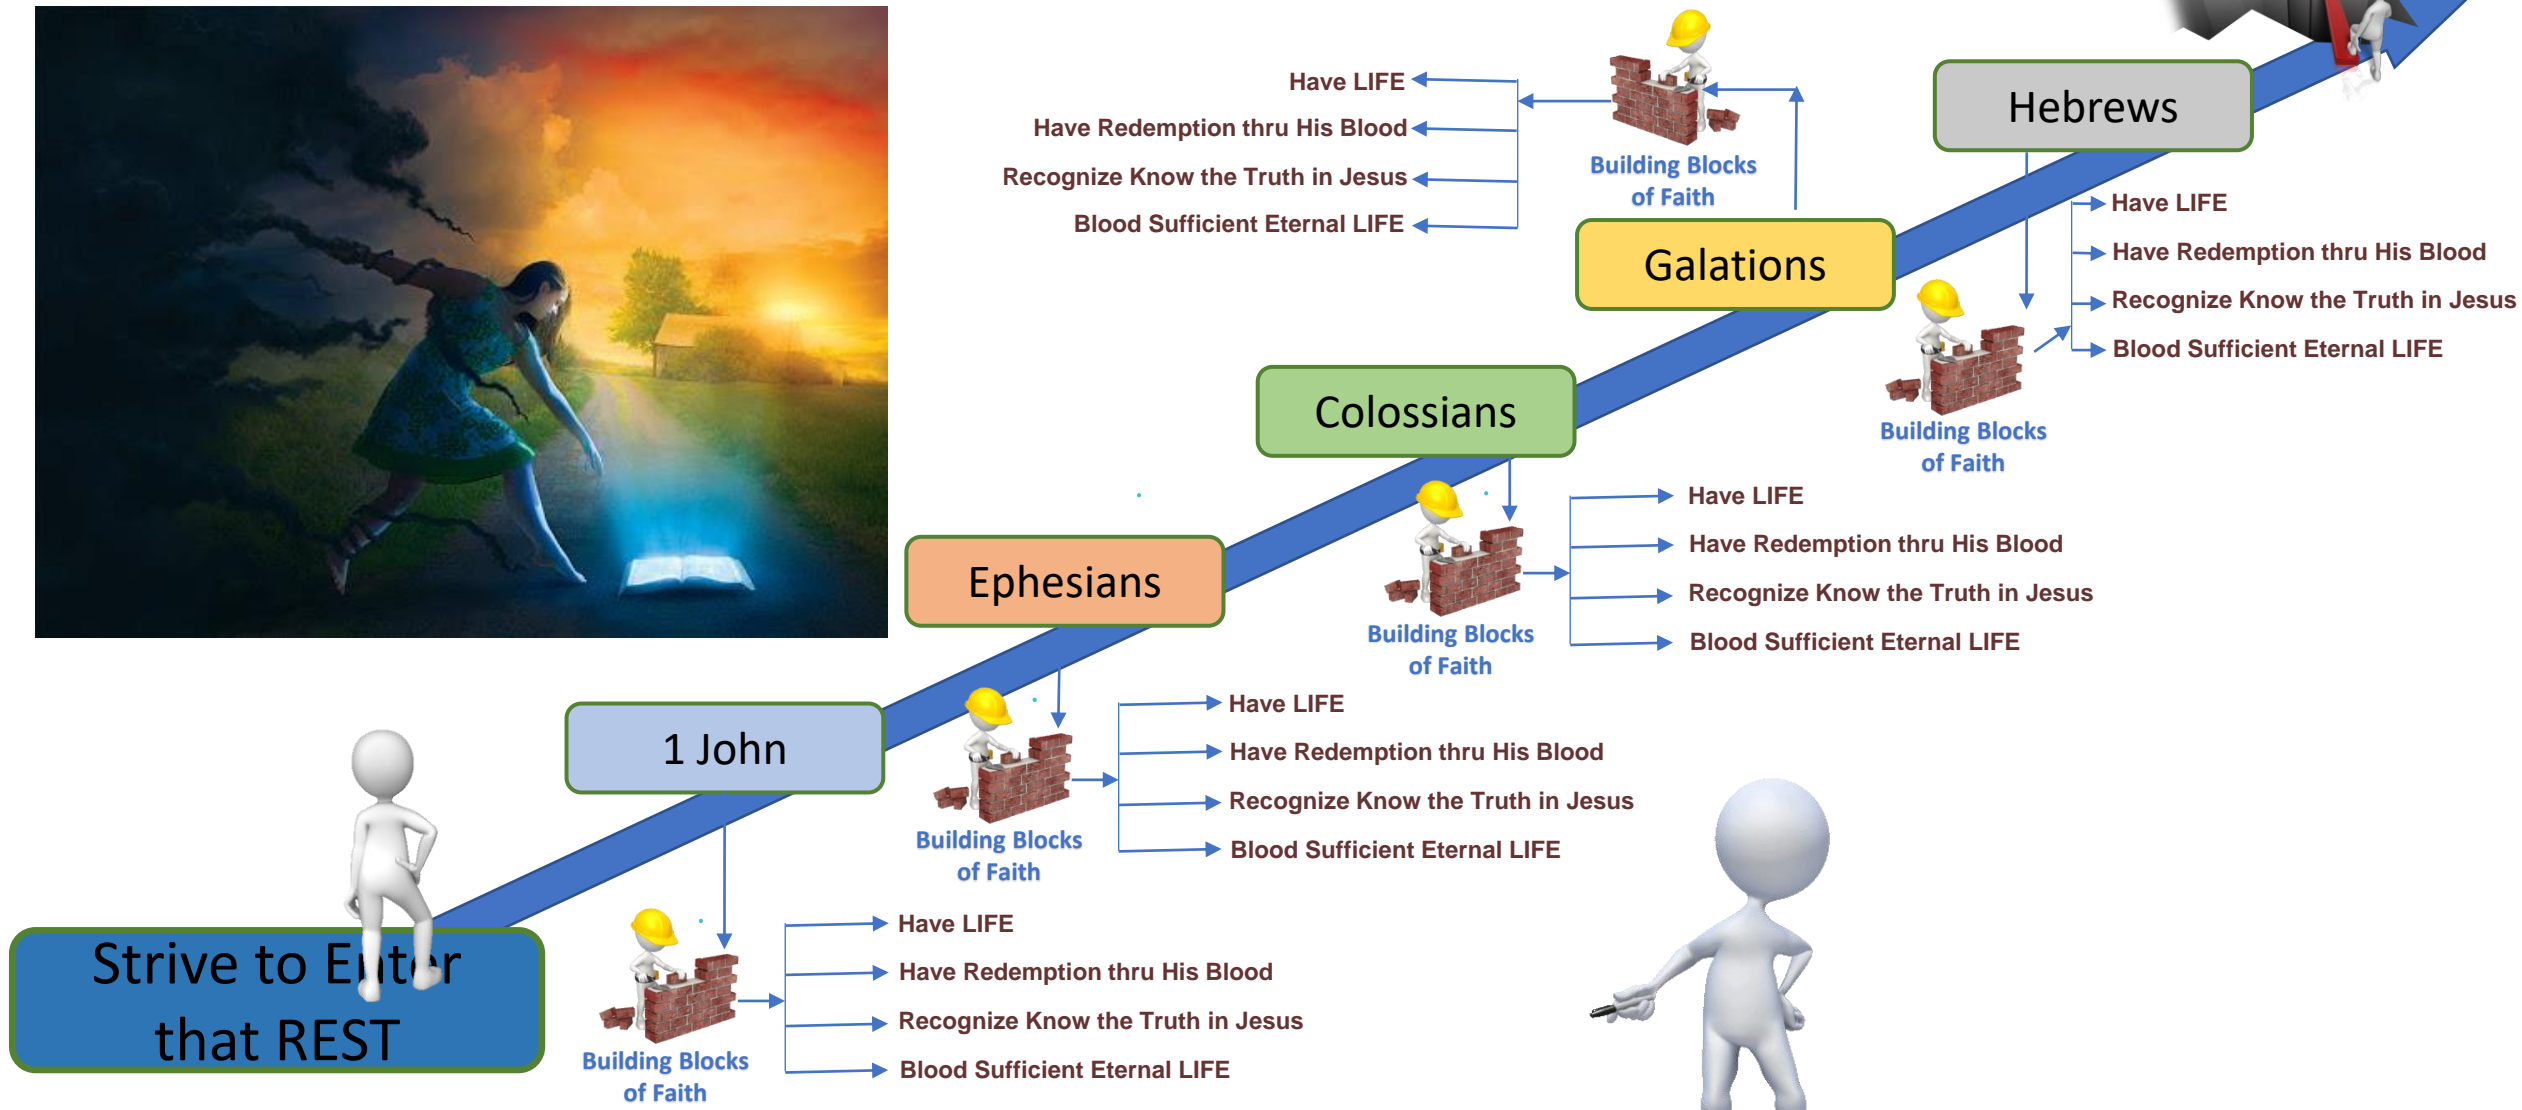 Have LIFE
Have Redemption thru His Blood
Recognize Know the Truth in Jesus
Blood Sufficient Eternal LIFE
Building Blocks
of Faith
Hebrews
Have LIFE
Have Redemption thru His Blood
Recognize Know the Truth in Jesus
Blood Sufficient Eternal LIFE
Building Blocks
of Faith
Galations
Colossians
Have LIFE
Have Redemption thru His Blood
Recognize Know the Truth in Jesus
Blood Sufficient Eternal LIFE
Building Blocks
of Faith
Ephesians
Have LIFE
Have Redemption thru His Blood
Recognize Know the Truth in Jesus
Blood Sufficient Eternal LIFE
Building Blocks
of Faith
1 John
Have LIFE
Have Redemption thru His Blood
Recognize Know the Truth in Jesus
Blood Sufficient Eternal LIFE
Building Blocks
of Faith
Strive to Enter
that REST